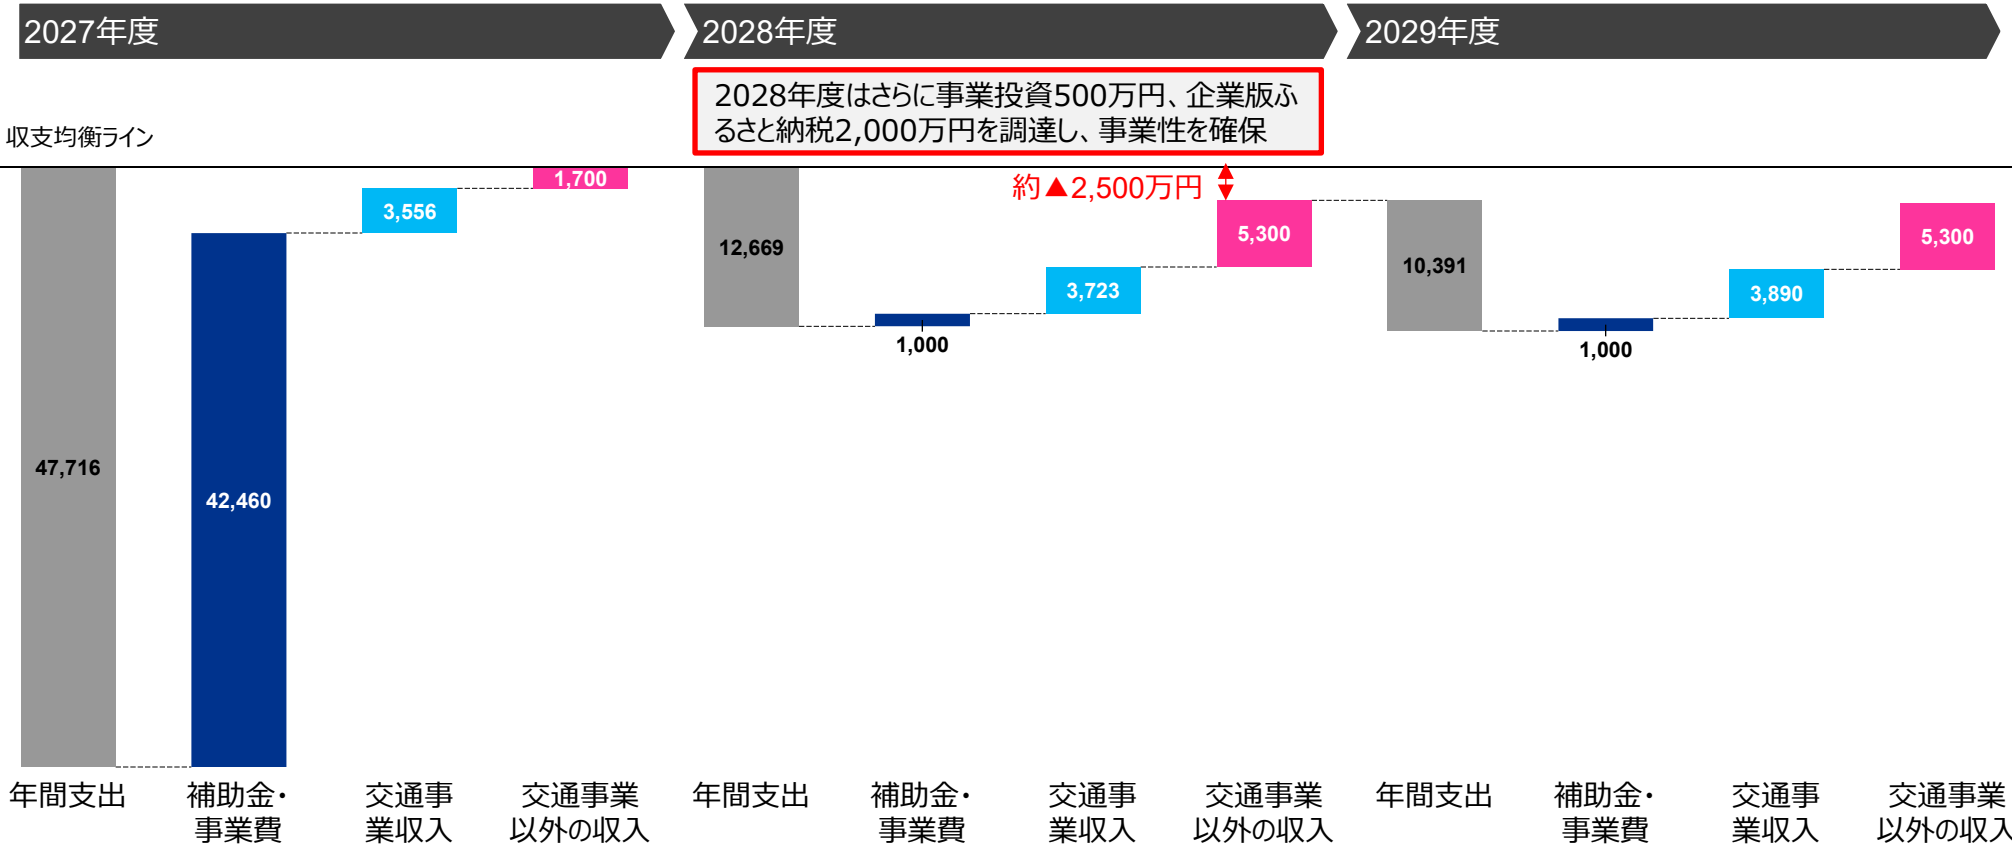 2027年度
2028年度
2029年度
2028年度はさらに事業投資500万円、企業版ふ
るさと納税2,000万円を調達し、事業性を確保
収支均衡ライン
約▲2,500万円
47,716
42,460
3,556
1,700
12,669
1,000
3,723
5,300
10,391
1,000
3,890
5,300
年間支出
補助金・
事業費
交通事
業収入
交通事業
以外の収入
年間支出
補助金・
事業費
交通事
業収入
交通事業
以外の収入
年間支出
補助金・
事業費
交通事
業収入
交通事業
以外の収入